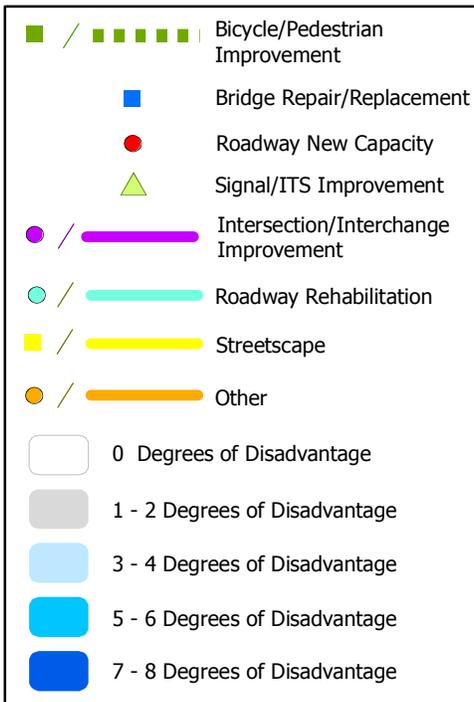 Bicycle/Pedestrian
Improvement
Bridge Repair/Replacement
Roadway New Capacity
Signal/ITS Improvement
Intersection/Interchange
Improvement
Roadway Rehabilitation
Streetscape
Other
0 Degrees of Disadvantage
1 - 2 Degrees of Disadvantage
3 - 4 Degrees of Disadvantage
5 - 6 Degrees of Disadvantage
7 - 8 Degrees of Disadvantage